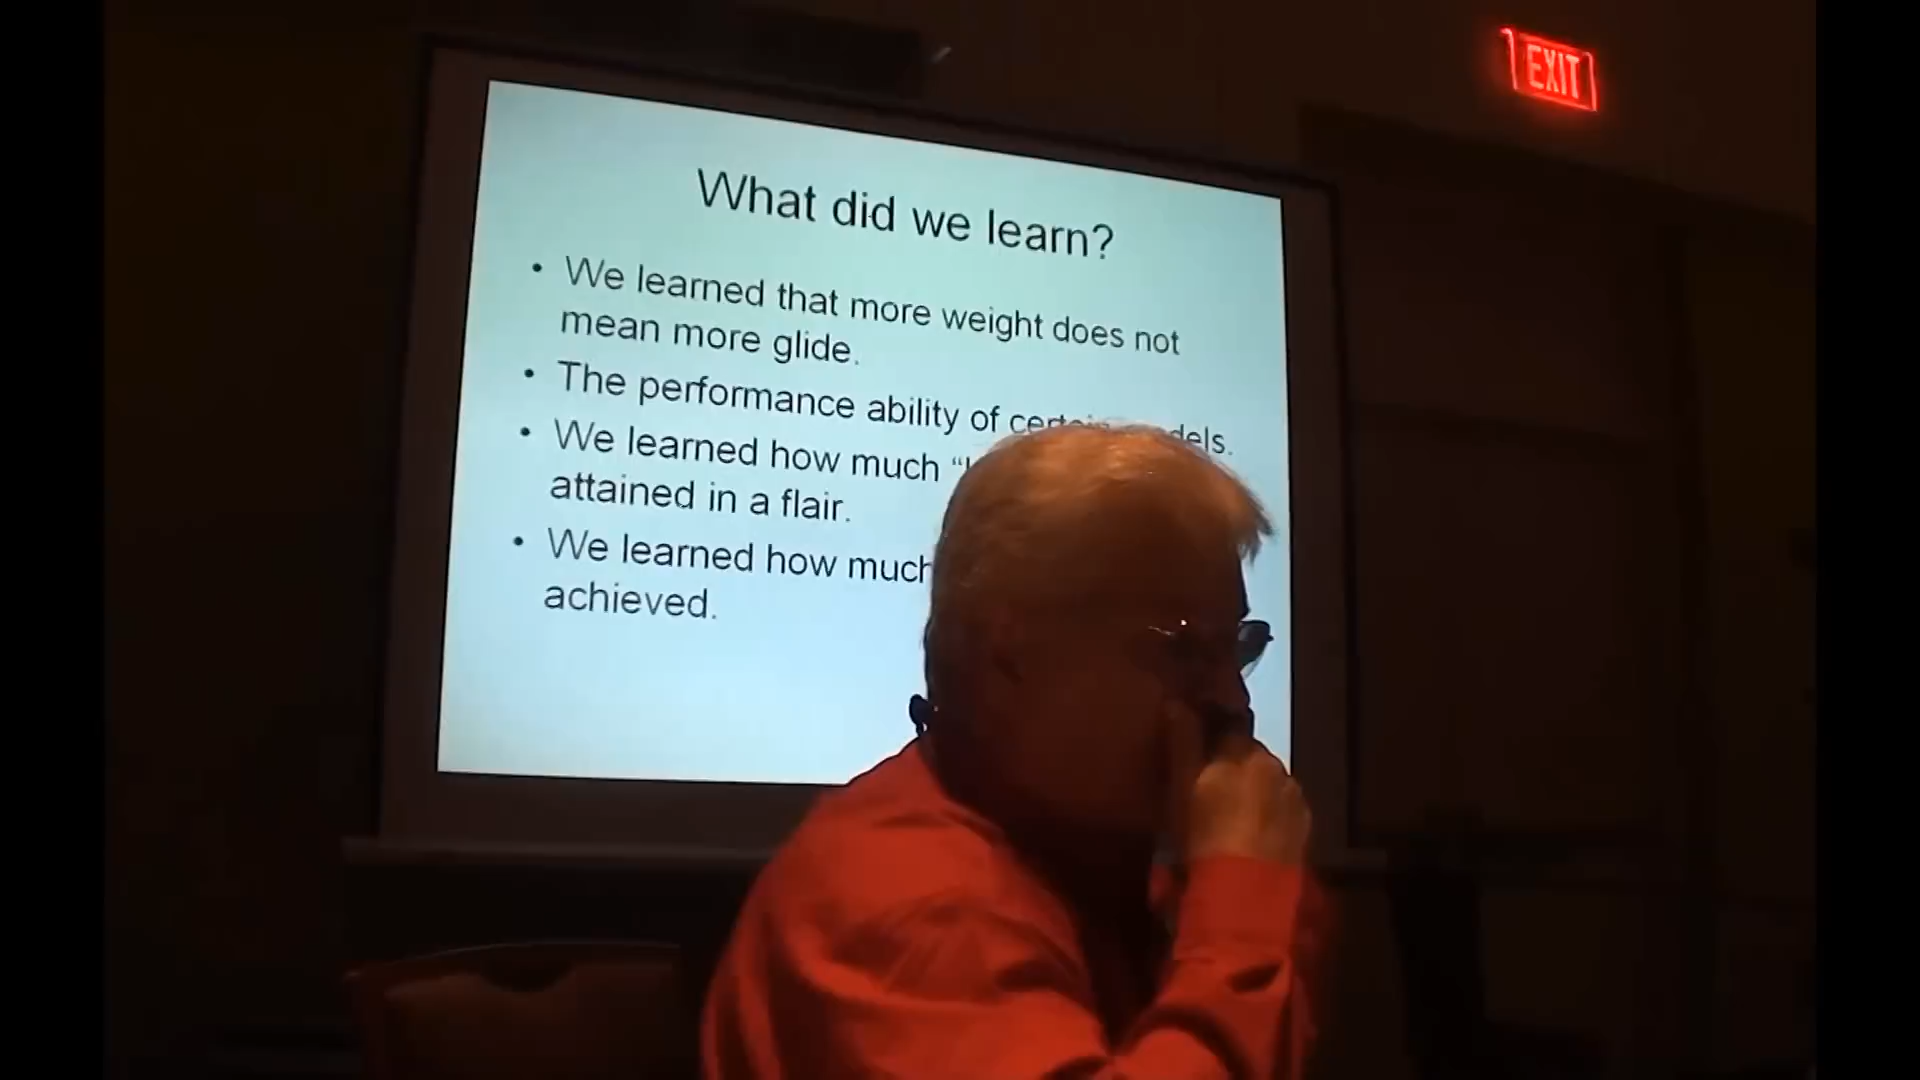 EXIT
What did we learn?
• We learned that more weight does not
mean more glide.
• The performance ability of
• We learned how much
attained in a flair.
• We learned how much
achieved.